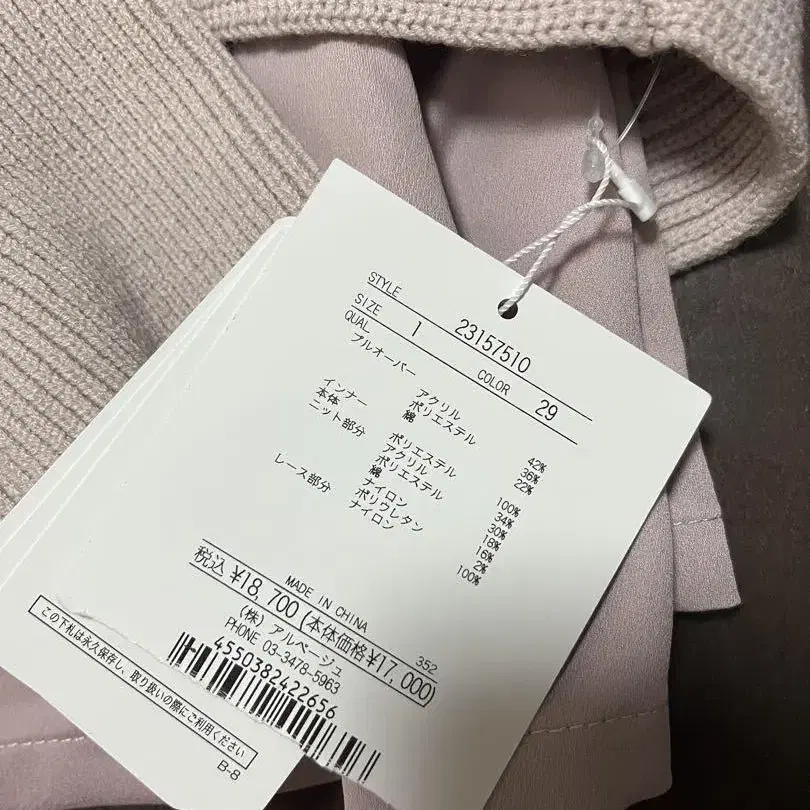 STYLE 23157510
SIZE 1 COLOR 29
QUAL
プルオーバー アクリル 42%
ポリエステル 36%
綿 22%
インナー
本体 ポリエステル 100%
ニット部分 アクリル 34%
ポリエステル 30%
綿 18%
ナイロン 16%
ポリウレタン 2%
レース部分 ナイロン 100%
MADE IN CHINA 352
税込 ¥18,700(本体価格¥17,000)
(株) アルページュ
PHONE 03-3478-5963
4550382422656
この下札は永久保存し、取り扱いの際にご利用ください
B-8